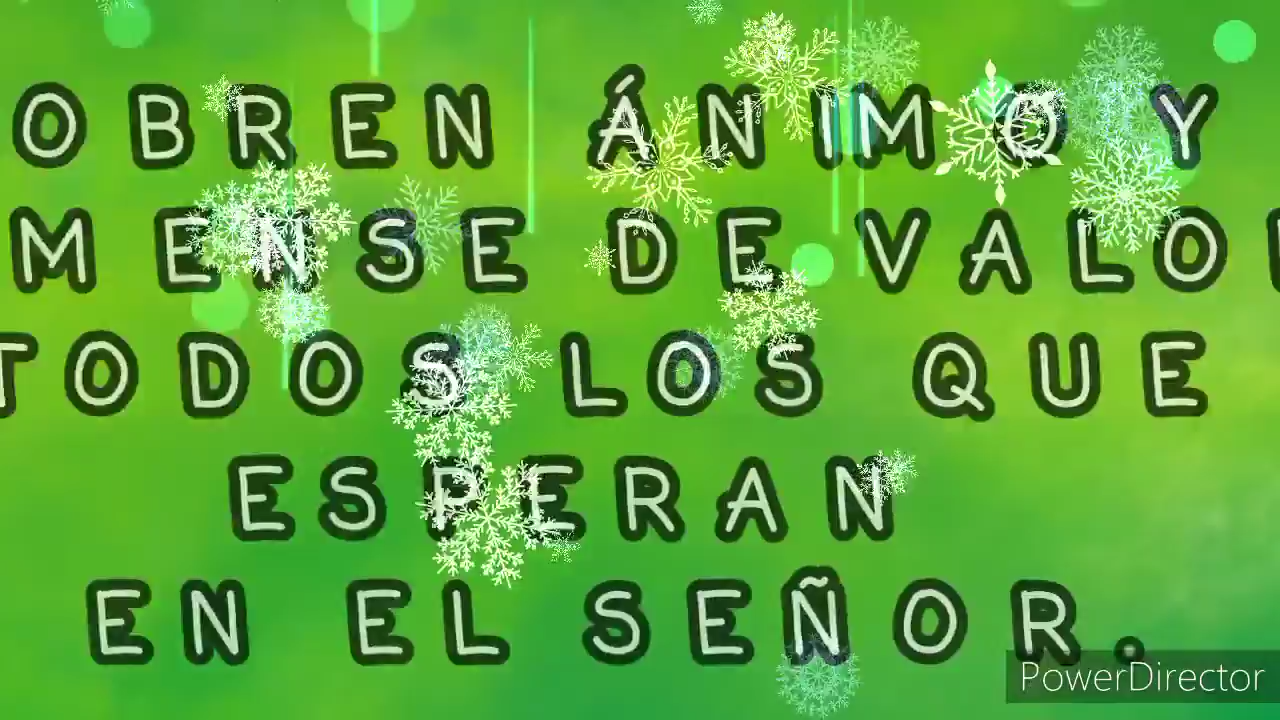 OBREN ÁNIMO Y
MENSE DE VALO
TODOS LOS QUE
ESPERAN
EN EL SEÑOR.
PowerDirector